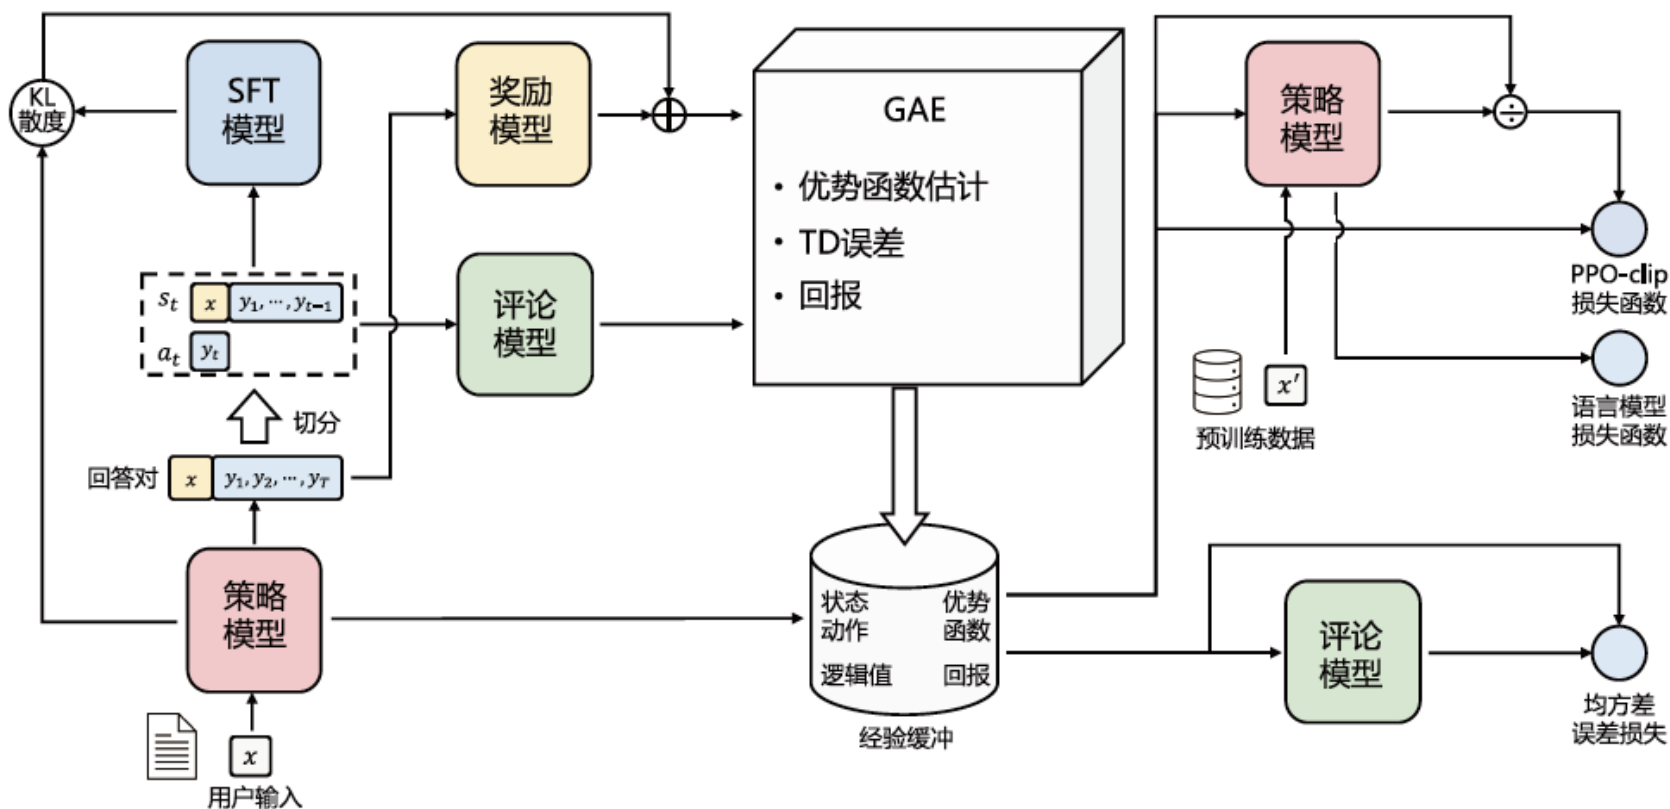 KL
散度
SFT
模型
奖励
模型
GAE
• 优势函数估计
• TD误差
• 回报
策略
模型
÷
PPO-clip
损失函数
语言模型
损失函数
s_t x y_1, ⋯, y_{t−1}
a_t y_t
评论
模型
切分
回答对 x y_1, y_2, ⋯, y_T
x′
预训练数据
策略
模型
状态 优势
动作 函数
逻辑值 回报
经验缓冲
评论
模型
均方差
误差损失
x
用户输入